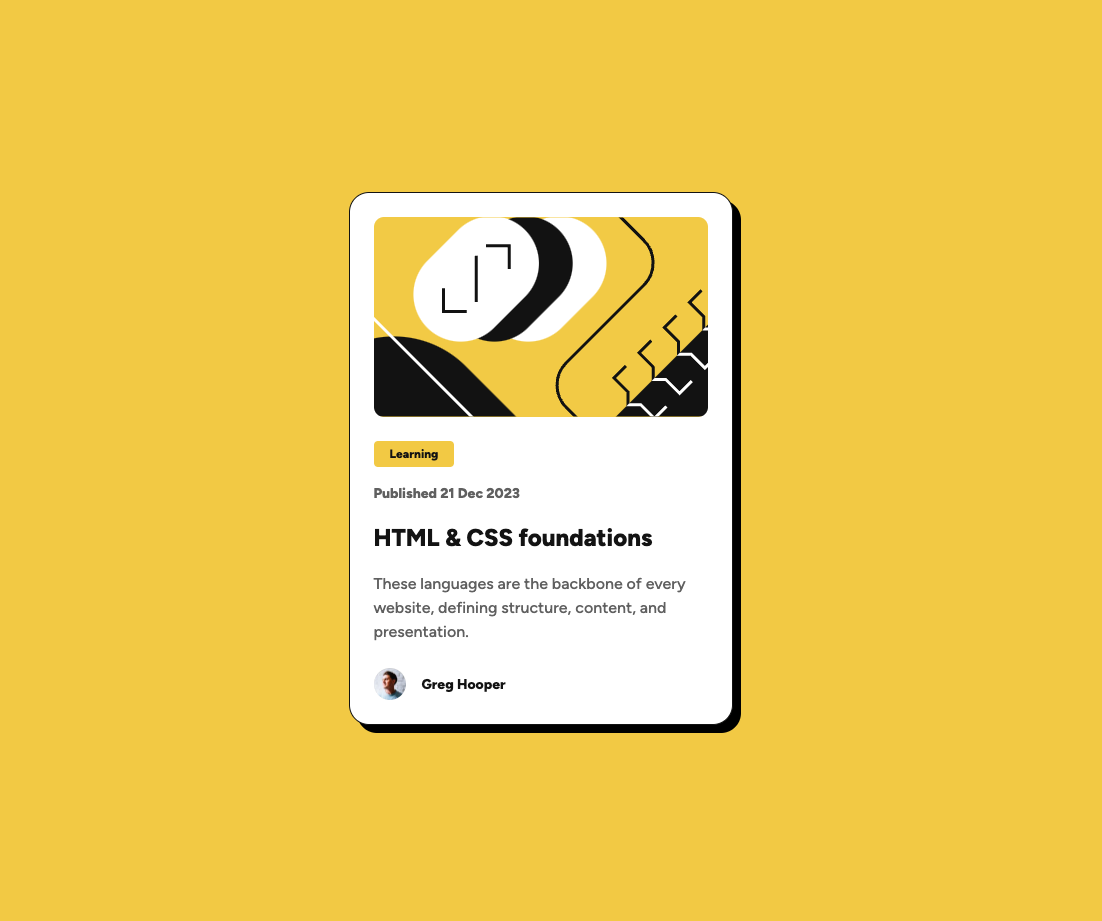 Learning
Published 21 Dec 2023
HTML & CSS foundations
These languages are the backbone of every
website, defining structure, content, and
presentation.
Greg Hooper